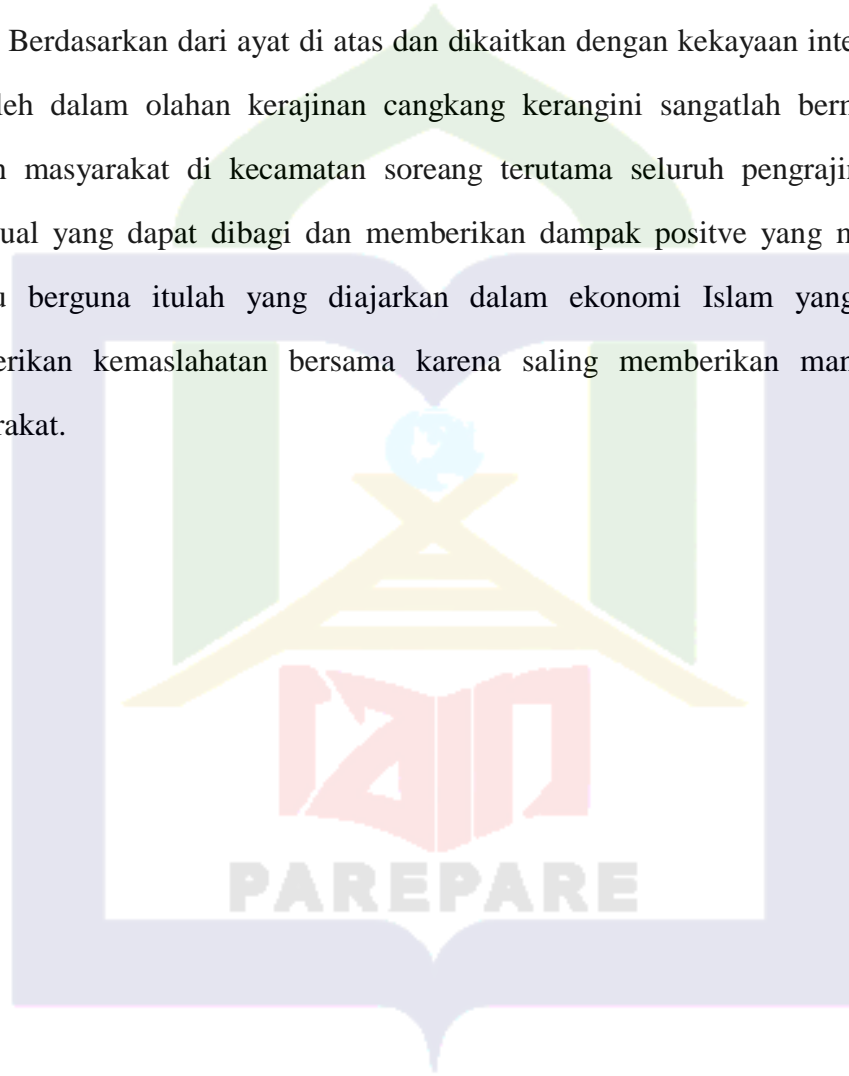 Berdasarkan dari ayat di atas dan dikaitkan dengan kekayaan inte
leh dalam olahan kerajinan cangkang kerangini sangatlah berm
n masyarakat di kecamatan soreang terutama seluruh pengrajin
ual yang dapat dibagi dan memberikan dampak positve yang m
u berguna itulah yang diajarkan dalam ekonomi Islam yang
erikan kemaslahatan bersama karena saling memberikan man
rakat.
iain
PAREPARE